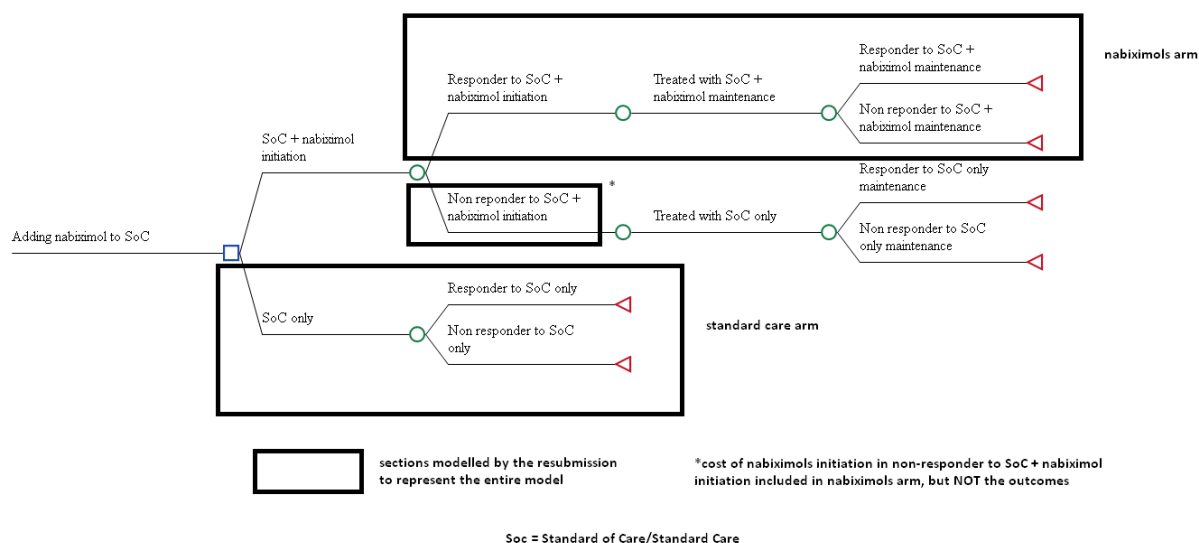 Responder to SoC +
nabiximol maintenance
nabiximols arm
Responder to SoC +
nabiximol initiation
Treated with SoC +
nabiximol maintenance
Non reponder to SoC +
nabiximol maintenance
SoC + nabiximol
initiation
Responder to SoC only
maintenance
*
Non reponder to SoC +
nabiximol initiation
Treated with SoC only
Non responder to SoC
only maintenance
Adding nabiximol to SoC
Responder to SoC only
SoC only
Non responder to SoC
only
standard care arm
sections modelled by the resubmission
to represent the entire model
*cost of nabiximols initiation in non-responder to SoC + nabiximol
initiation included in nabiximols arm, but NOT the outcomes
Soc = Standard of Care/Standard Care